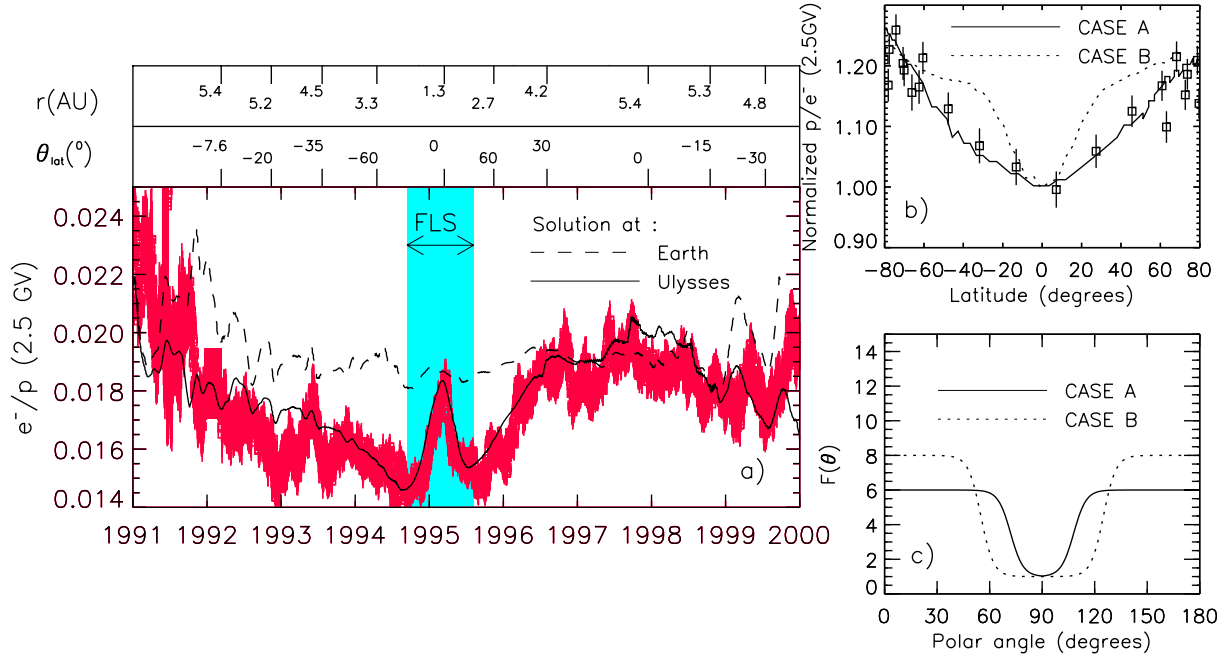 r(AU)
5.4 4.5 1.3 4.2 5.3
5.2 3.3 2.7 5.4 4.8
θlat(°)
-7.6 -35 0 30 -15
-20 -60 60 0 -30
0.024
0.022
0.020
0.018
0.016
0.014
e⁻/p (2.5 GV)
FLS
Solution at :
Earth
Ulysses
a)
1991 1992 1993 1994 1995 1996 1997 1998 1999 2000
Normalized p/e⁻ (2.5GV)
1.20
1.10
1.00
0.90
CASE A
CASE B
b)
-80 -60 -40 -20 0 20 40 60 80
Latitude (degrees)
F(θ)
14
12
10
8
6
4
2
0
CASE A
CASE B
c)
0 30 60 90 120 150 180
Polar angle (degrees)